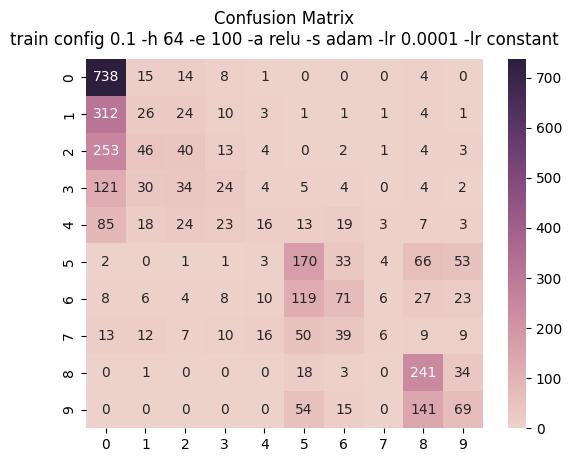 Confusion Matrix
train config 0.1 -h 64 -e 100 -a relu -s adam -lr 0.0001 -lr constant
0 738 15 14 8 1 0 0 0 4 0
1 312 26 24 10 3 1 1 1 4 1
2 253 46 40 13 4 0 2 1 4 3
3 121 30 34 24 4 5 4 0 4 2
4 85 18 24 23 16 13 19 3 7 3
5 2 0 1 1 3 170 33 4 66 53
6 8 6 4 8 10 119 71 6 27 23
7 13 12 7 10 16 50 39 6 9 9
8 0 1 0 0 0 18 3 0 241 34
9 0 0 0 0 0 54 15 0 141 69
0 1 2 3 4 5 6 7 8 9
700
600
500
400
300
200
100
0